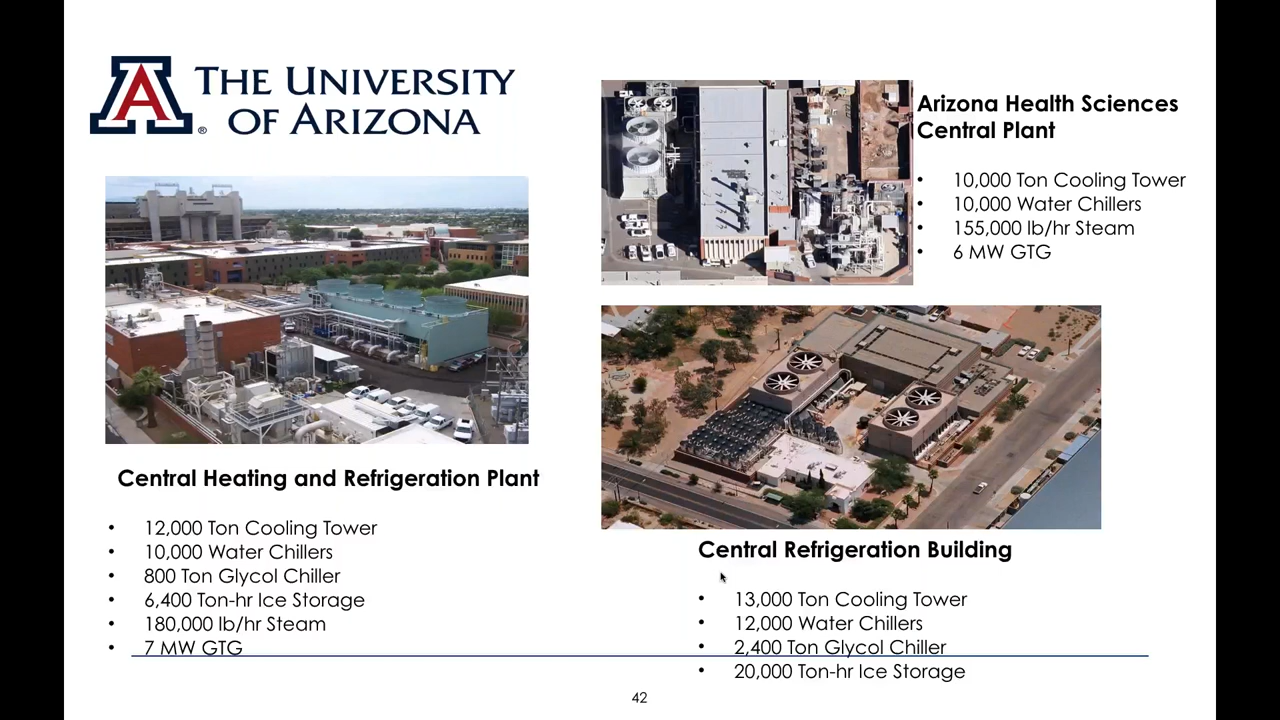 THE UNIVERSITY
OF ARIZONA
A
®
Central Heating and Refrigeration Plant
• 12,000 Ton Cooling Tower
• 10,000 Water Chillers
• 800 Ton Glycol Chiller
• 6,400 Ton-hr Ice Storage
• 180,000 lb/hr Steam
• 7 MW GTG
Arizona Health Sciences
Central Plant
• 10,000 Ton Cooling Tower
• 10,000 Water Chillers
• 155,000 lb/hr Steam
• 6 MW GTG
Central Refrigeration Building
• 13,000 Ton Cooling Tower
• 12,000 Water Chillers
• 2,400 Ton Glycol Chiller
• 20,000 Ton-hr Ice Storage
42